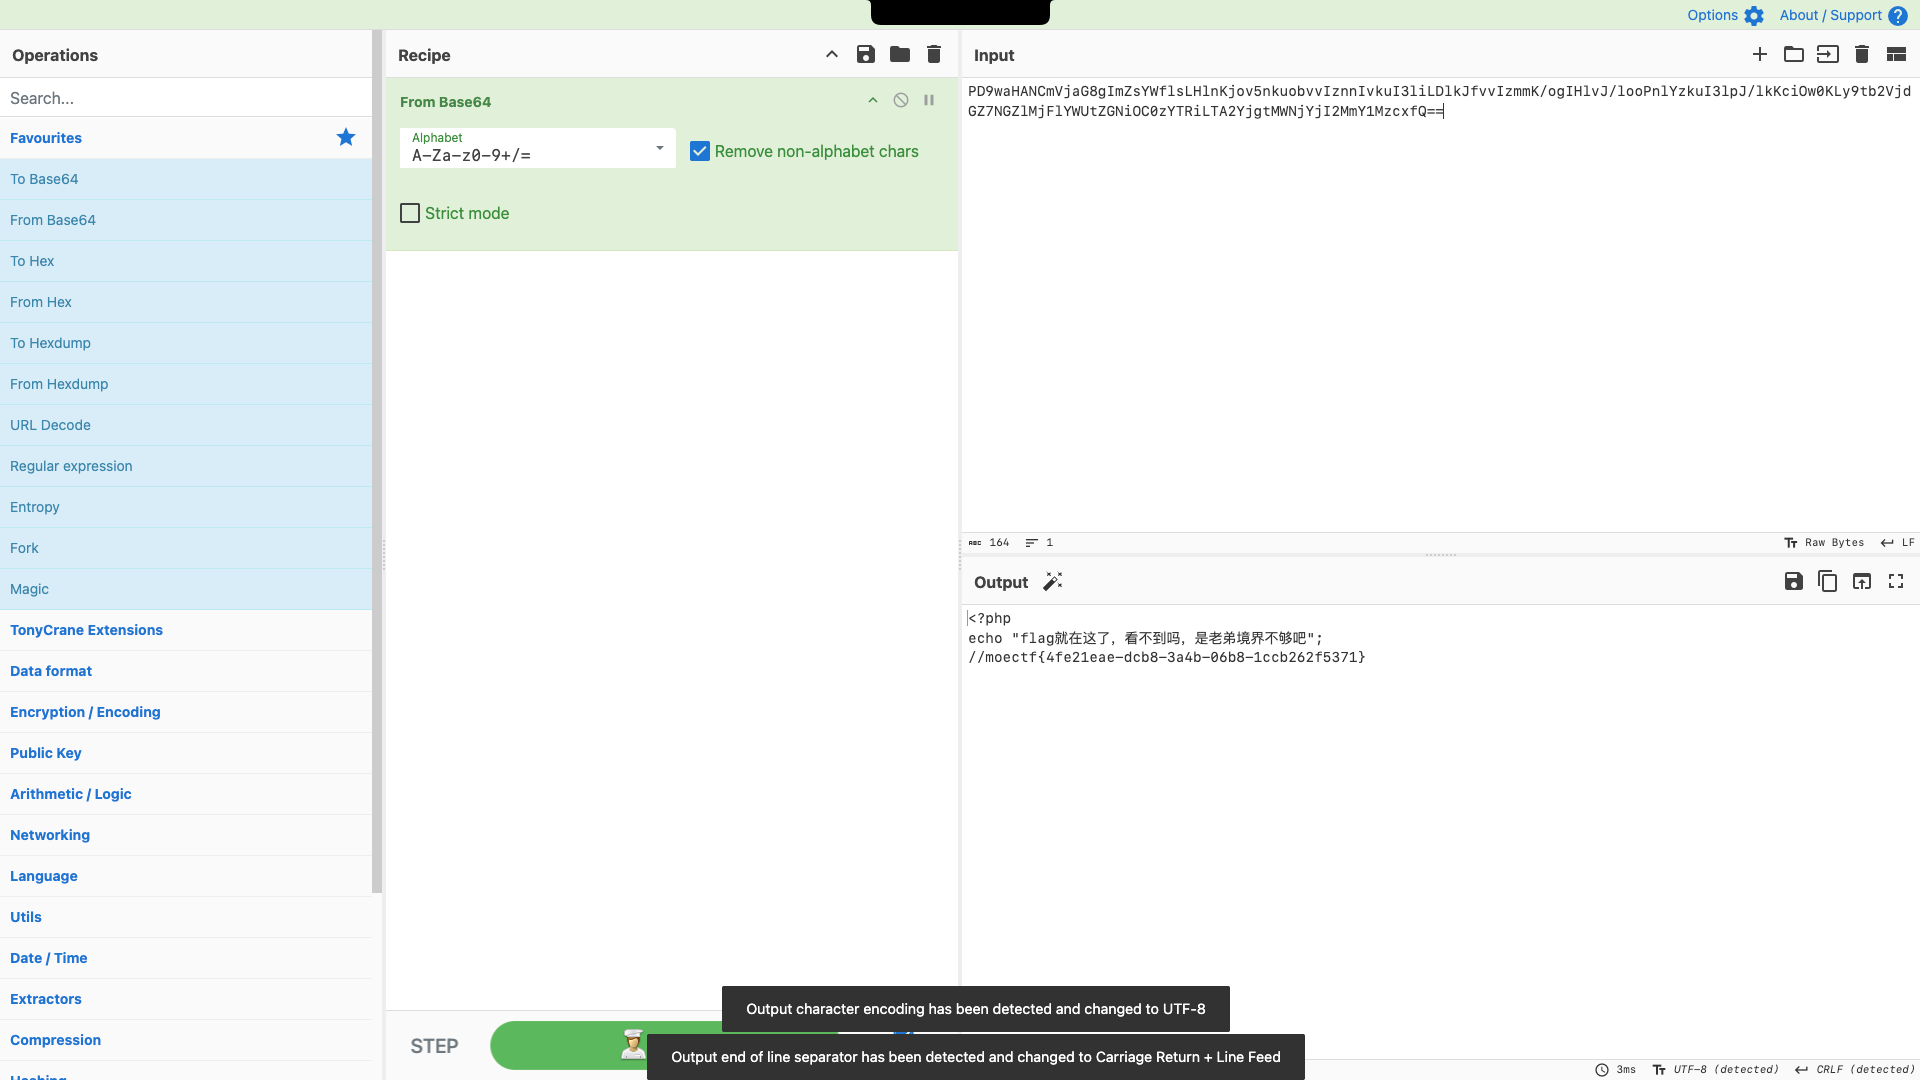 Options
About / Support
Operations
Recipe
Input
Search...
Favourites
To Base64
From Base64
To Hex
From Hex
To Hexdump
From Hexdump
URL Decode
Regular expression
Entropy
Fork
Magic
TonyCrane Extensions
Data format
Encryption / Encoding
Public Key
Arithmetic / Logic
Networking
Language
Utils
Date / Time
Extractors
Compression
From Base64
Alphabet
A-Za-z0-9+/=
Remove non-alphabet chars
Strict mode
STEP
PD9waHANCmVjaG8gImZsYWflsLHlnKjov5nkuobvvIznnIvkuI3liLDlkJfvvIzmmK/ogIHlvJ/looPnlYzkuI3lpJ/lkKciOw0KLy9tb2Vjd
GZ7NGZlMjFlYWUtZGNiOC0zYTRiLTA2YjgtMWNjYjI2MmY1MzcxfQ==
ABC 164 1
Raw Bytes LF
Output
<?php
echo "flag就在这了，看不到吗，是老弟境界不够吧";
//moectf{4fe21eae-dcb8-3a4b-06b8-1ccb262f5371}
Output character encoding has been detected and changed to UTF-8
Output end of line separator has been detected and changed to Carriage Return + Line Feed
3ms UTF-8 (detected) CRLF (detected)